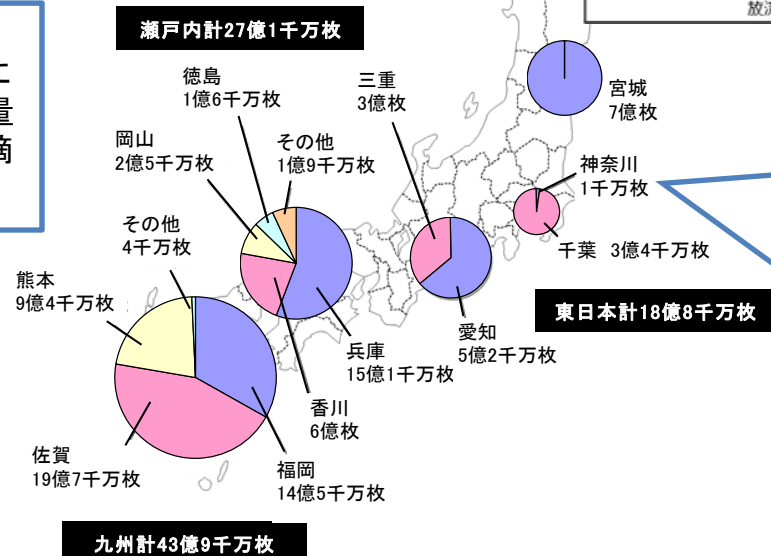 放流
瀬戸内計27億1千万枚
量
摘
徳島
1億6千万枚
三重
3億枚
宮城
7億枚
岡山
2億5千万枚
その他
1億9千万枚
神奈川
1千万枚
その他
4千万枚
千葉 3億4千万枚
熊本
9億4千万枚
東日本計18億8千万枚
愛知
5億2千万枚
兵庫
15億1千万枚
香川
6億枚
佐賀
19億7千万枚
福岡
14億5千万枚
九州計43億9千万枚